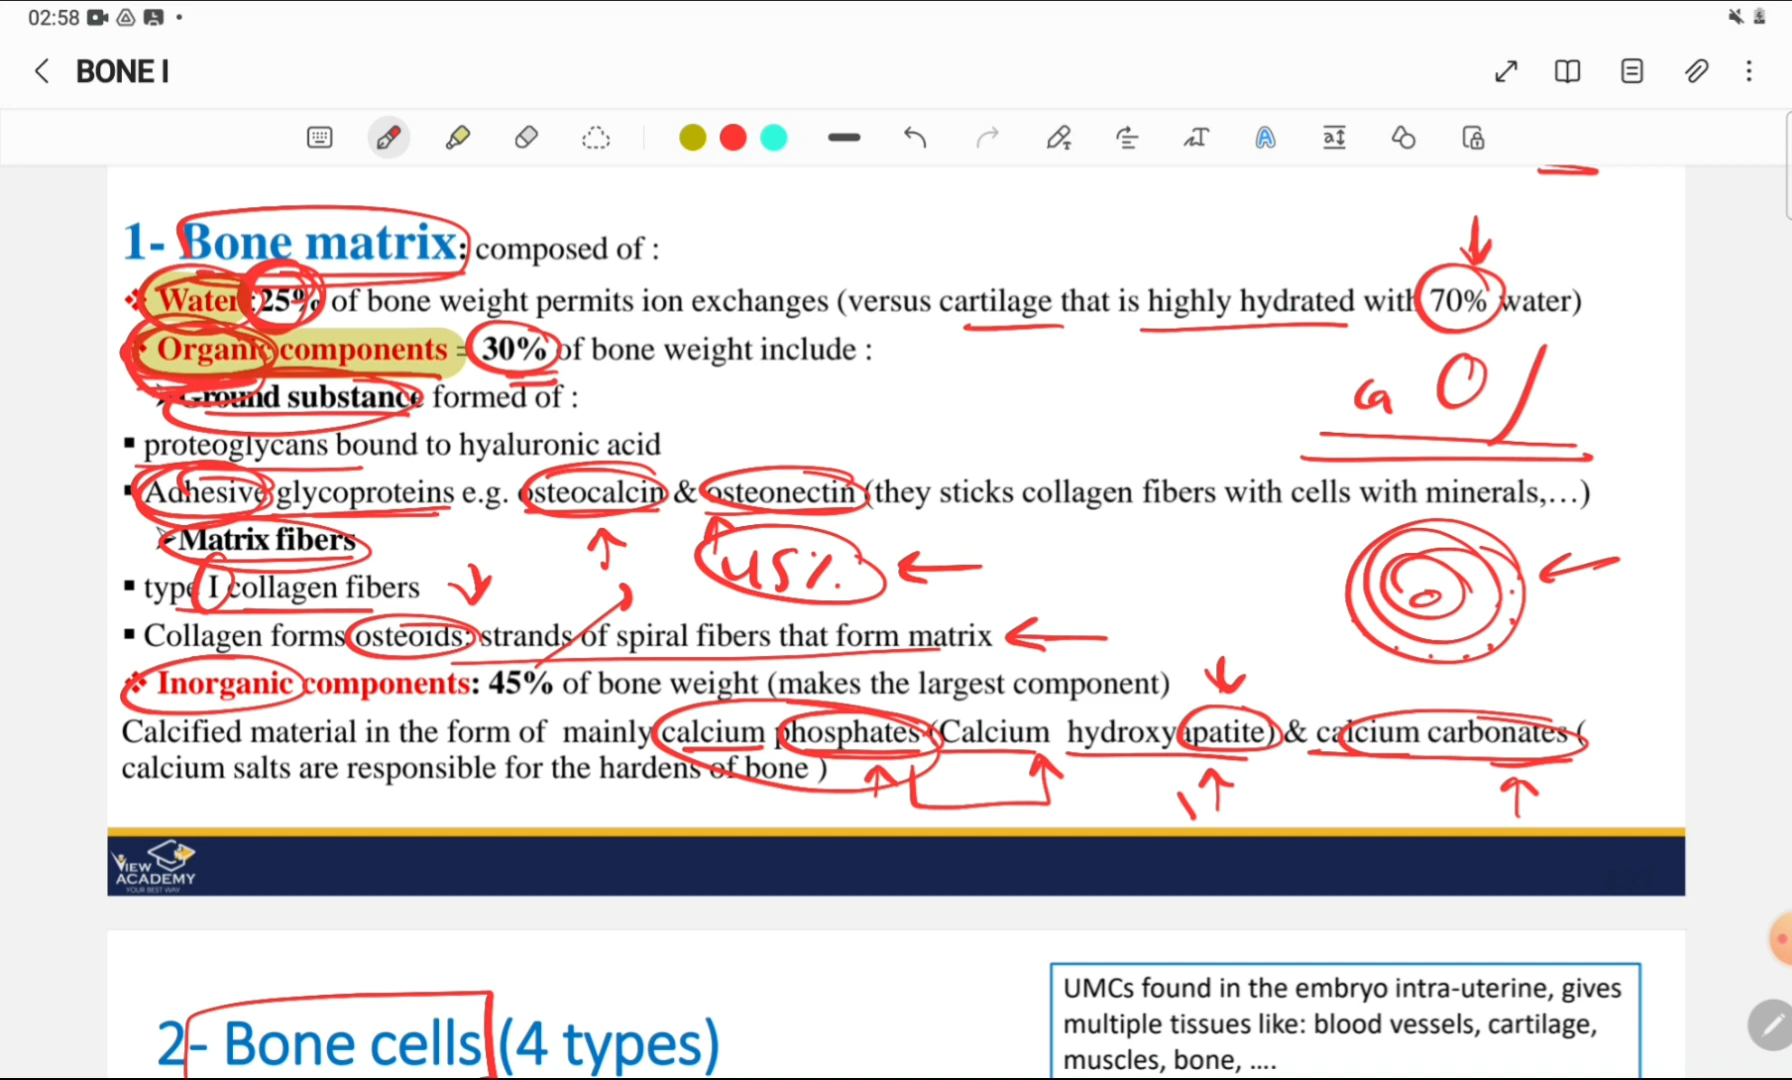 02:58
BONE I
1- Bone matrix: composed of :
Water :25% of bone weight permits ion exchanges (versus cartilage that is highly hydrated with 70% water)
Organic components = 30% of bone weight include :
Ground substance formed of :
proteoglycans bound to hyaluronic acid
Adhesive glycoproteins e.g. osteocalcin & osteonectin (they sticks collagen fibers with cells with minerals,…)
Matrix fibers
45%
type I collagen fibers
Collagen forms osteoids: strands of spiral fibers that form matrix
Inorganic components: 45% of bone weight (makes the largest component)
Calcified material in the form of mainly calcium phosphates (Calcium hydroxyapatite) & calcium carbonates (
calcium salts are responsible for the hardens of bone )
VIEW
ACADEMY
YOUR BEST WAY
2- Bone cells (4 types)
UMCs found in the embryo intra-uterine, gives
multiple tissues like: blood vessels, cartilage,
muscles, bone, ....